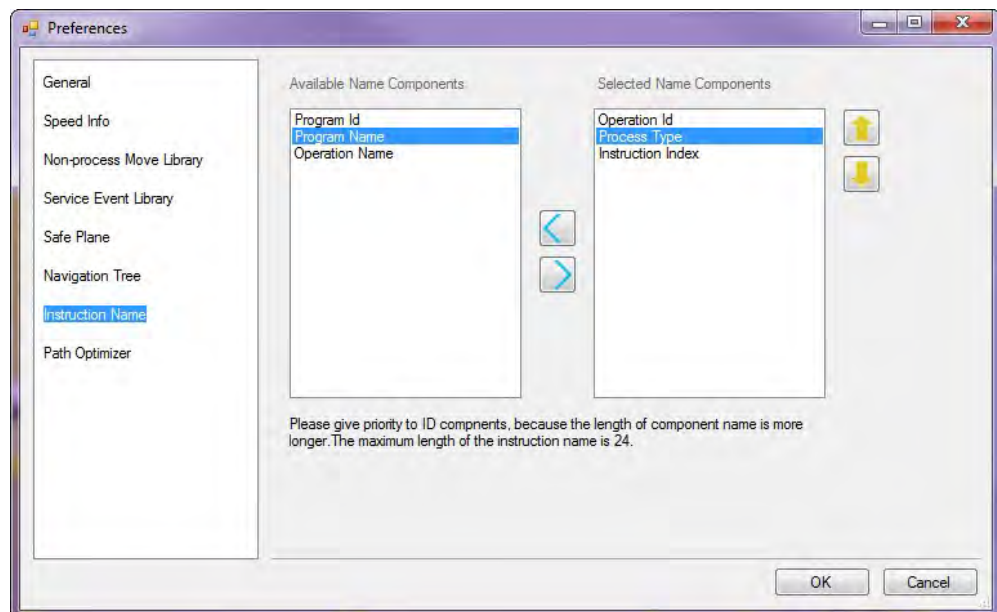 Preferences
General
Speed Info
Non-process Move Library
Service Event Library
Safe Plane
Navigation Tree
Instruction Name
Path Optimizer
Available Name Components
Program Id
Program Name
Operation Name
Selected Name Components
Operation Id
Process Type
Instruction Index
Please give priority to ID compnents, because the length of component name is more
longer.The maximum length of the instruction name is 24.
OK
Cancel